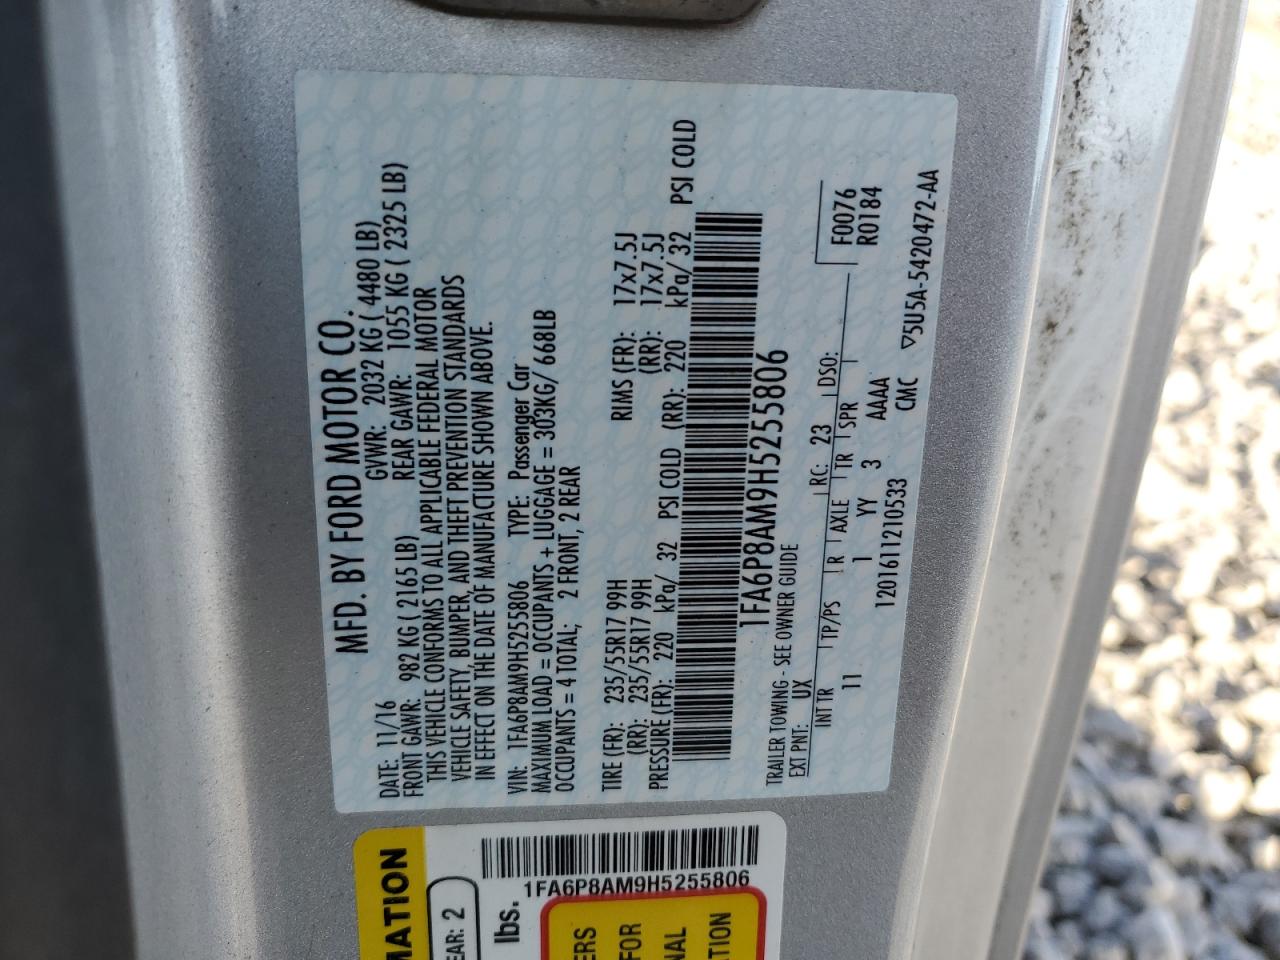 MFD. BY FORD MOTOR CO.
DATE: 11/16 GVWR: 2032 KG ( 4480 LB)
FRONT GAWR: 982 KG ( 2165 LB) REAR GAWR: 1055 KG ( 2325 LB)
THIS VEHICLE CONFORMS TO ALL APPLICABLE FEDERAL MOTOR
VEHICLE SAFETY, BUMPER, AND THEFT PREVENTION STANDARDS
IN EFFECT ON THE DATE OF MANUFACTURE SHOWN ABOVE.
VIN: 1FA6P8AM9H5255806 TYPE: Passenger Car
MAXIMUM LOAD = OCCUPANTS + LUGGAGE = 303KG/ 668LB
OCCUPANTS = 4 TOTAL; 2 FRONT, 2 REAR
TIRE (FR): 235/55R17 99H RIMS (FR): 17x7.5J
(RR): 235/55R17 99H (RR): 17x7.5J
PRESSURE (FR): 220 kPa/ 32 PSI COLD (RR): 220 kPa/ 32 PSI COLD
1FA6P8AM9H5255806
TRAILER TOWING - SEE OWNER GUIDE
EXT PNT: UX RC: 23 DSO: F0076
INT TR TP/PS R AXLE TR SPR R0184
11 1 YY 3 AAAA
1201611210533 CMC ▽5U5A-5420472-AA
MATION
EAR: 2
1FA6P8AM9H5255806
lbs.
ERS
FOR
NAL
TION